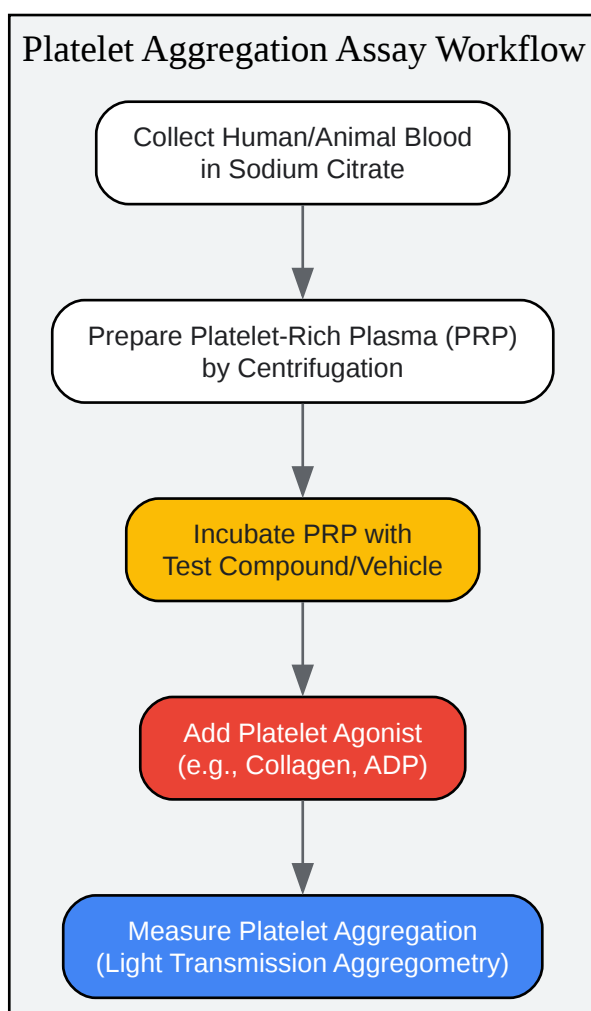 Platelet Aggregation Assay Workflow
Collect Human/Animal Blood
in Sodium Citrate
Prepare Platelet-Rich Plasma (PRP)
by Centrifugation
Incubate PRP with
Test Compound/Vehicle
Add Platelet Agonist
(e.g., Collagen, ADP)
Measure Platelet Aggregation
(Light Transmission Aggregometry)